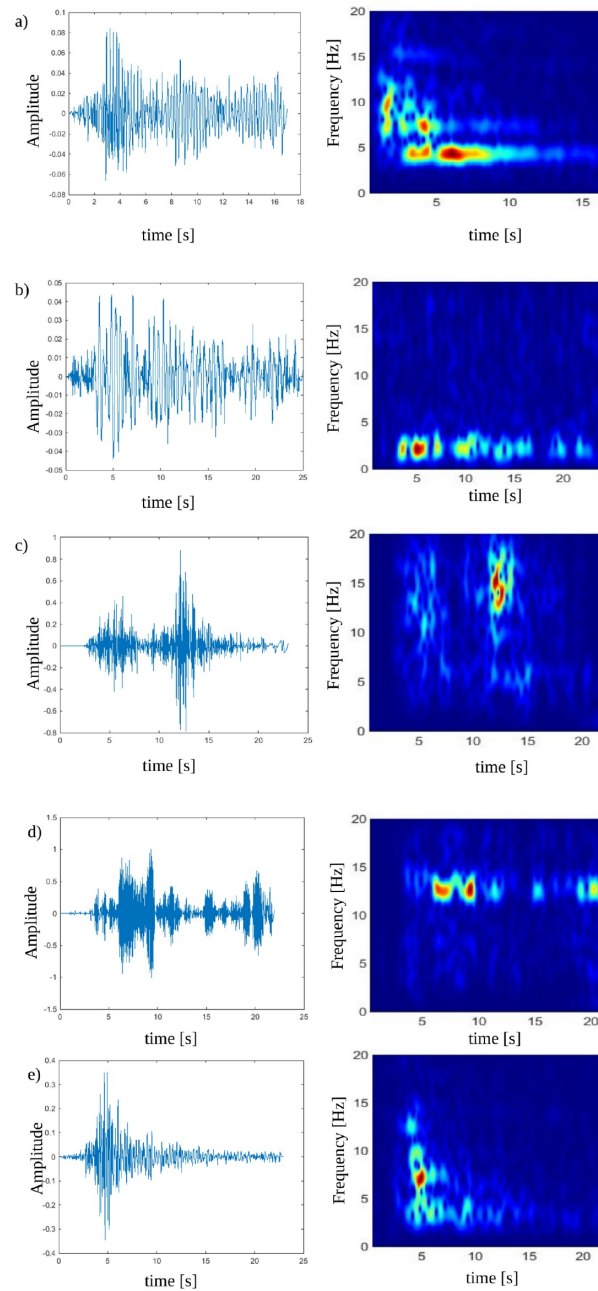 a)
0.1
0.08
0.06
0.04
0.02
0
-0.02
-0.04
-0.06
-0.08
Amplitude
0 2 4 6 8 10 12 14 16 18
time [s]
20
15
10
5
0
Frequency [Hz]
5 10 15
time [s]
b)
0.05
0.04
0.03
0.02
0.01
0
-0.01
-0.02
-0.03
-0.04
-0.05
Amplitude
0 5 10 15 20 25
time [s]
20
15
10
5
0
Frequency [Hz]
5 10 15 20
time [s]
c)
1
0.8
0.6
0.4
0.2
0
-0.2
-0.4
-0.6
-0.8
Amplitude
0 5 10 15 20 25
time [s]
20
15
10
5
0
Frequency [Hz]
5 10 15 20
time [s]
d)
1.5
1
0.5
0
-0.5
-1
-1.5
Amplitude
0 5 10 15 20 25
time [s]
20
15
10
5
0
Frequency [Hz]
5 10 15 20
time [s]
e)
0.4
0.3
0.2
0.1
0
-0.1
-0.2
-0.3
-0.4
Amplitude
0 5 10 15 20 25
time [s]
20
15
10
5
0
Frequency [Hz]
5 10 15 20
time [s]